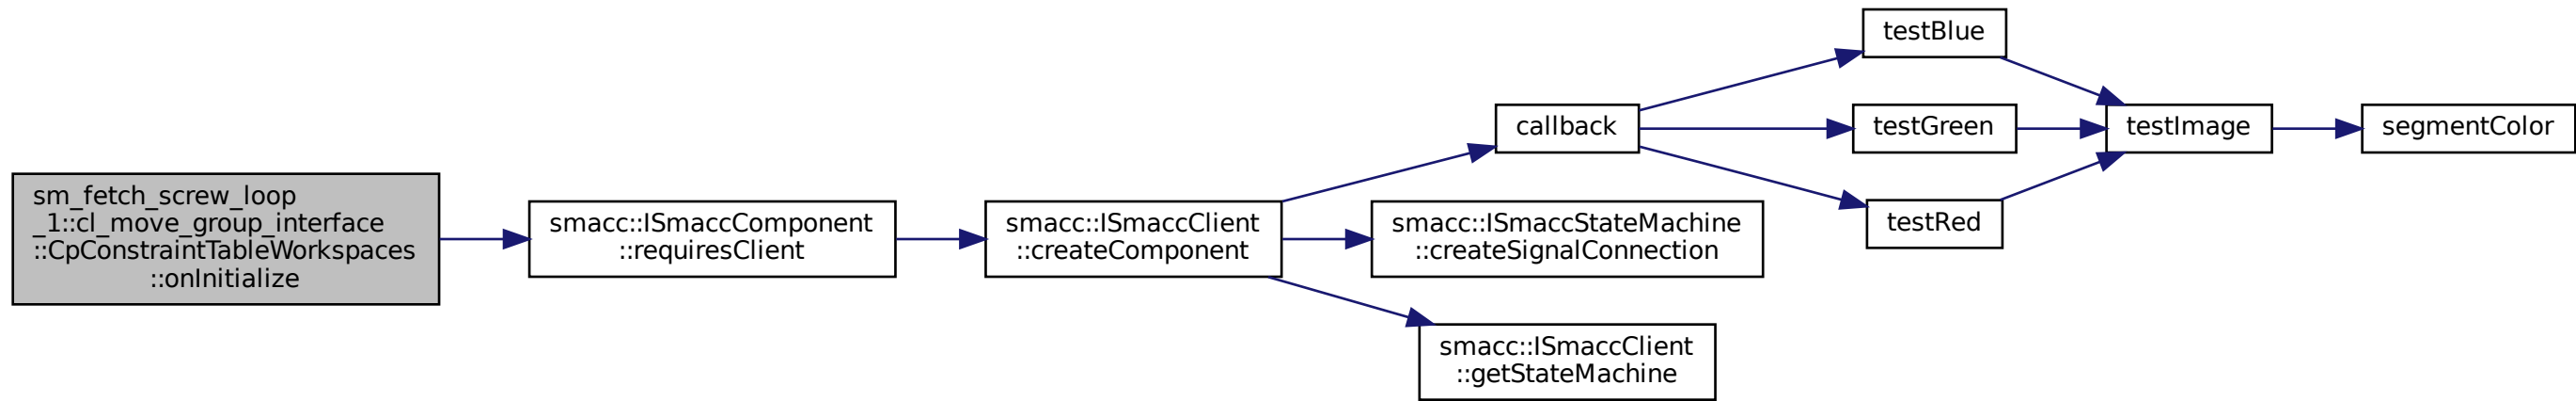 sm_fetch_screw_loop
_1::cl_move_group_interface
::CpConstraintTableWorkspaces
::onInitialize
smacc::ISmaccComponent
::requiresClient
smacc::ISmaccClient
::createComponent
callback
testBlue
testGreen
testRed
testImage
segmentColor
smacc::ISmaccStateMachine
::createSignalConnection
smacc::ISmaccClient
::getStateMachine